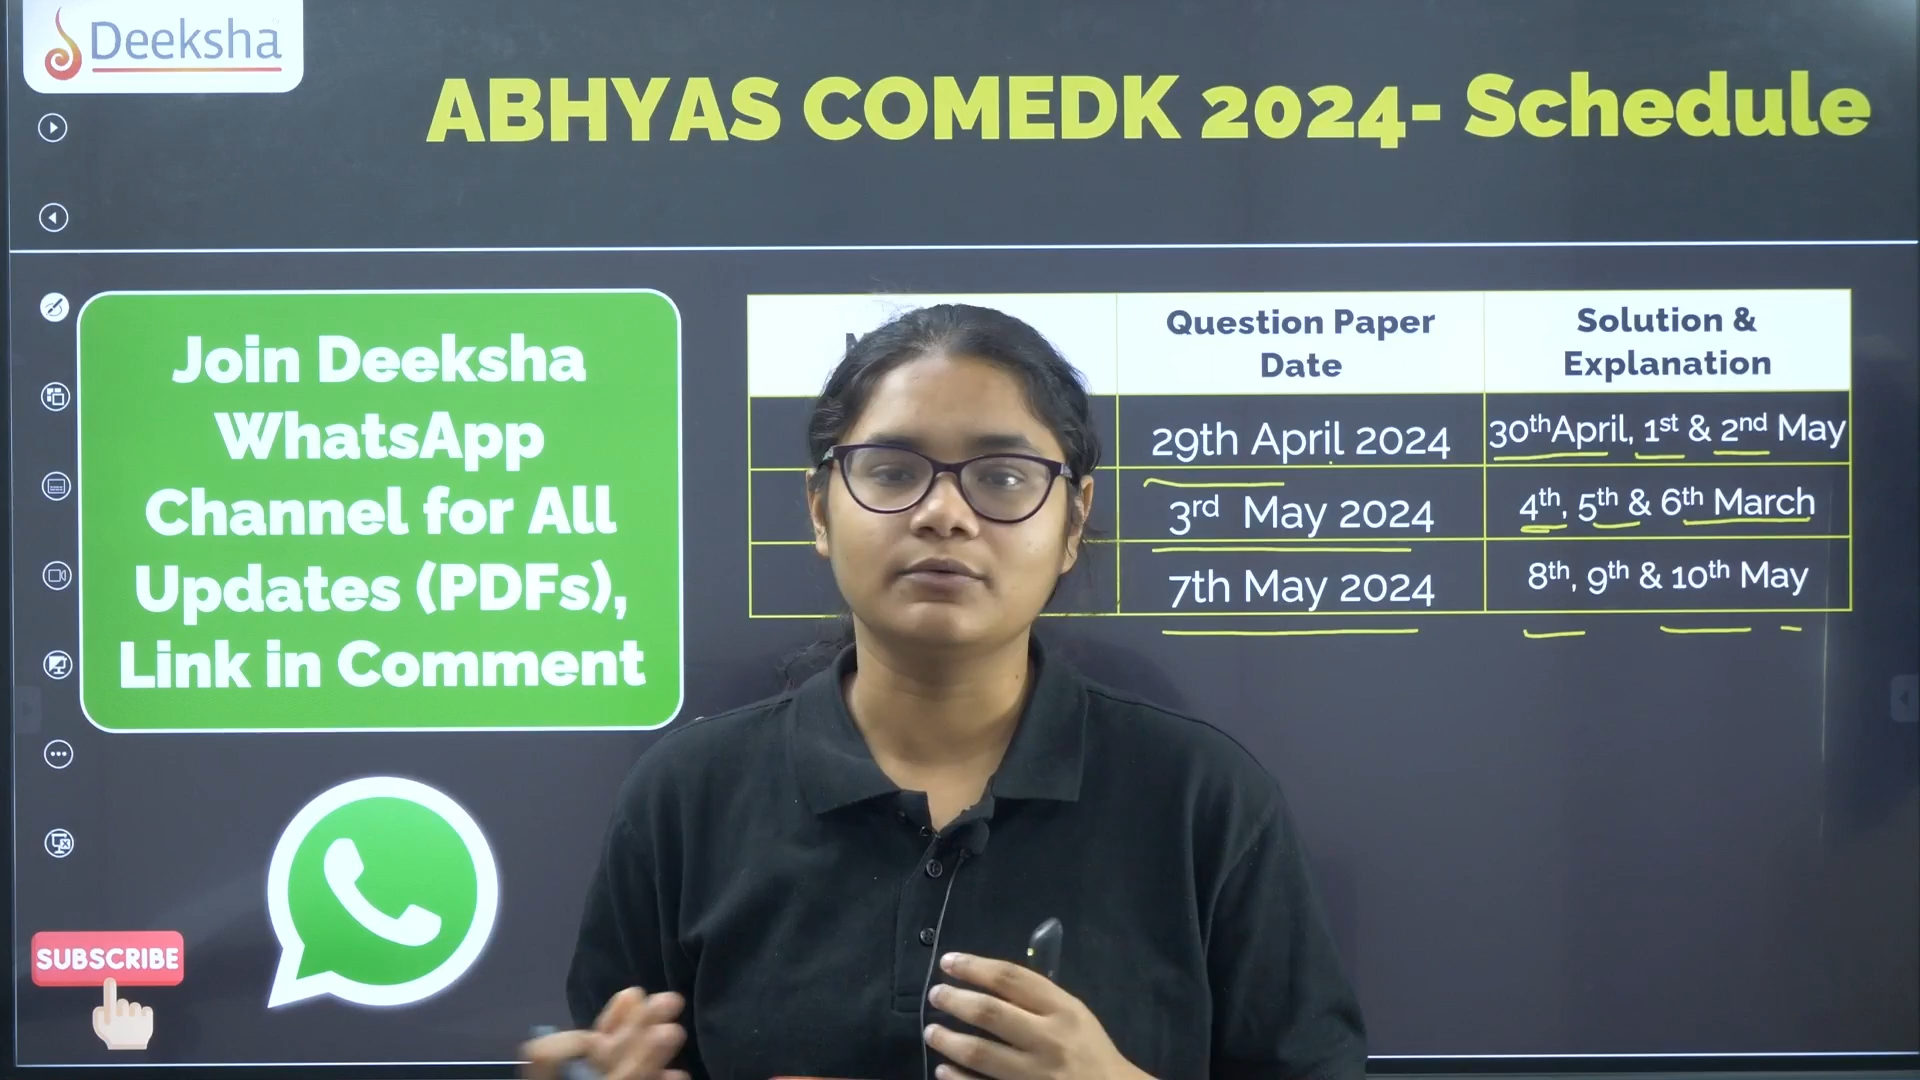 Deeksha
ABHYAS COMEDK 2024- Schedule
Join Deeksha
WhatsApp
Channel for All
Updates (PDFs),
Link in Comment
Question Paper
Date
Solution &
Explanation
29th April 2024
30thApril, 1st & 2nd May
3rd May 2024
4th, 5th & 6th March
7th May 2024
8th, 9th & 10th May
SUBSCRIBE